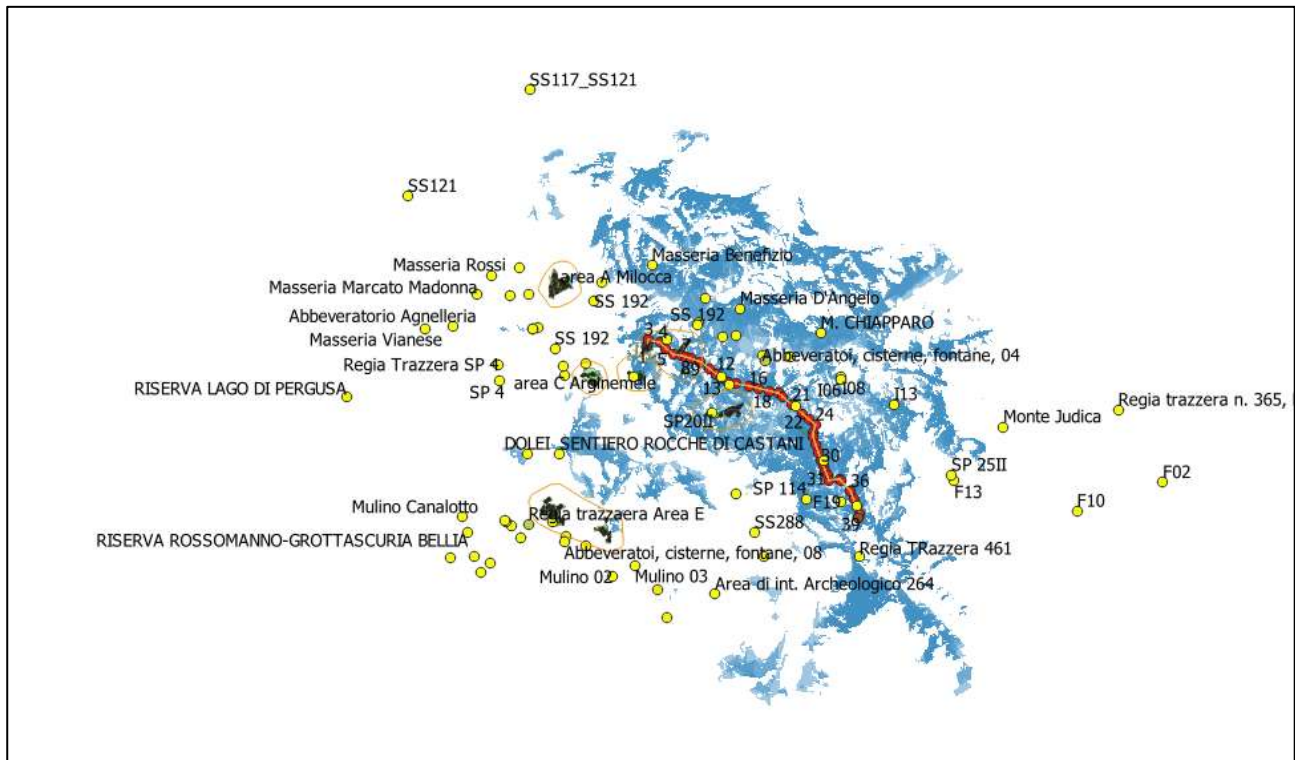 SS117_SS121
SS121
Masseria Benefizio
Masseria Rossi
area A Milocca
Masseria Marcato Madonna
SS 192
Masseria D'Angelo
Abbeveratorio Agnelleria
SS 192
M. CHIAPPARO
Masseria Vianese
SS 192
3
4
7
5
Abbeveratoi, cisterne, fontane, 04
Regia Trazzera SP 4
89
12
RISERVA LAGO DI PERGUSA
SP 4
area C Arginemele
13
16
I06
I08
18
21
I13
Regia trazzera n. 365,
SP20II
22
24
Monte Judica
DOLEI_SENTIERO ROCCHE DI CASTANI
30
SP 25II
31
36
F13
F02
SP 114
F19
Mulino Canalotto
Regia trazzaera Area E
39
F10
SS288
RISERVA ROSSOMANNO-GROTTASCURIA BELLIA
Abbeveratoi, cisterne, fontane, 08
Regia TRazzera 461
Mulino 02
Mulino 03
Area di int. Archeologico 264